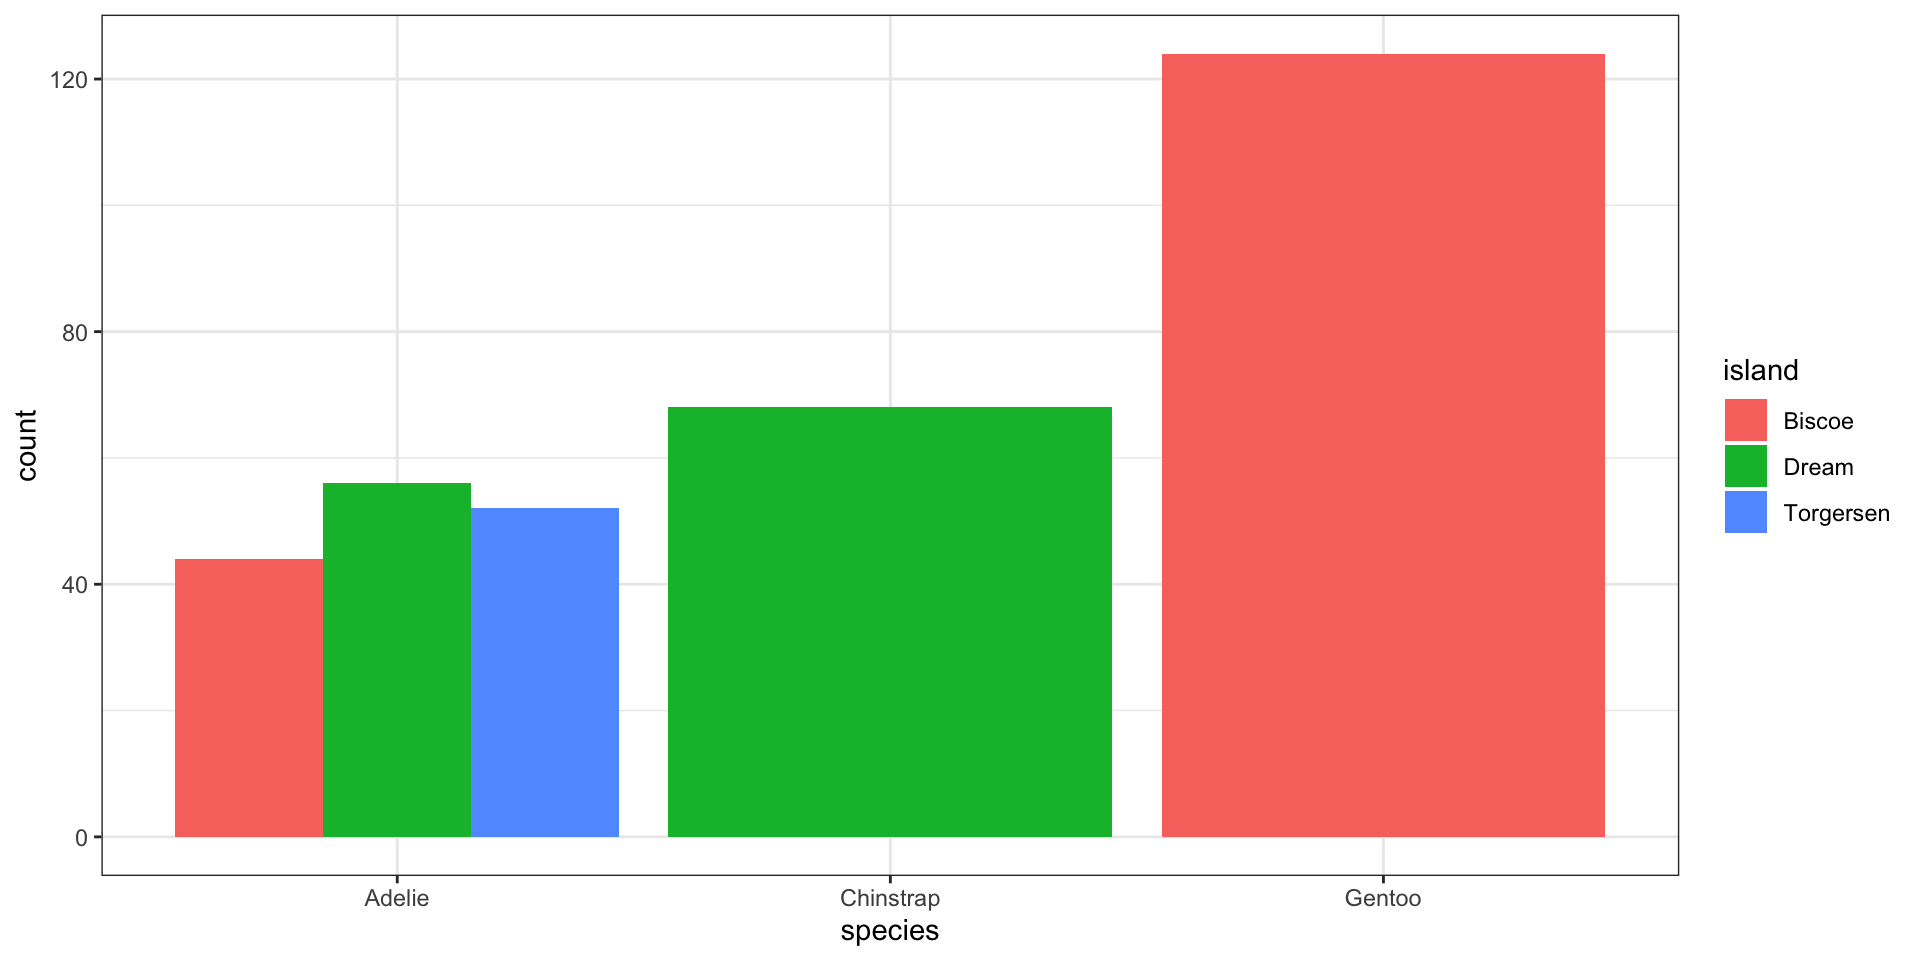 120
80
40
0
count
Adelie
Chinstrap
Gentoo
species
island
Biscoe
Dream
Torgersen